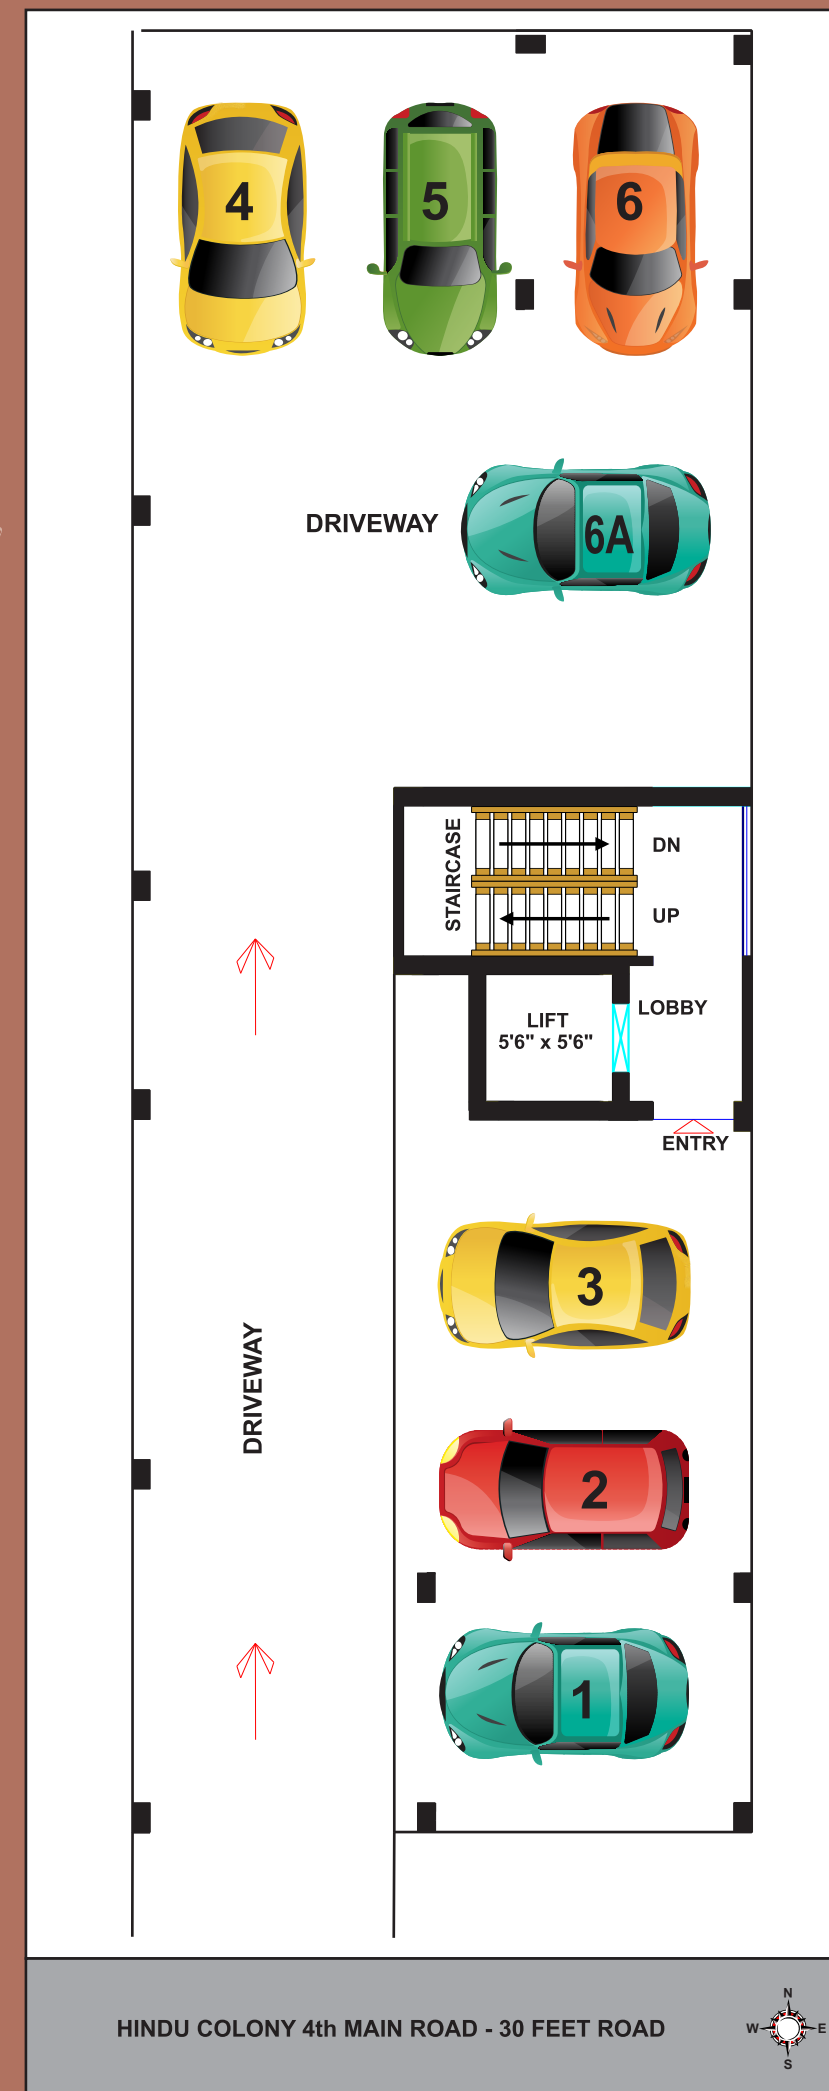 4
5
6
DRIVEWAY
6A
STAIRCASE
DN
UP
LOBBY
LIFT
5'6" x 5'6"
ENTRY
3
DRIVEWAY
2
1
HINDU COLONY 4th MAIN ROAD - 30 FEET ROAD
N
W
E
S